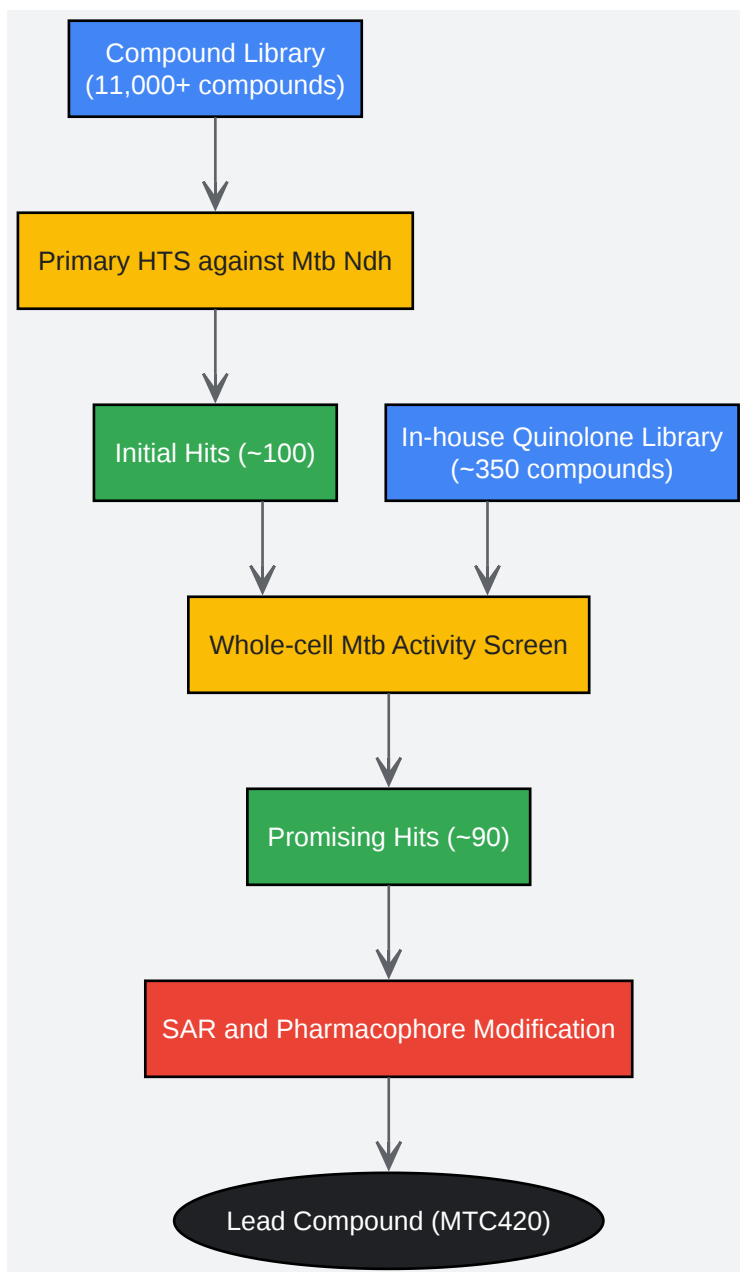 Compound Library
(11,000+ compounds)
Primary HTS against Mtb Ndh
Initial Hits (~100)
In-house Quinolone Library
(~350 compounds)
Whole-cell Mtb Activity Screen
Promising Hits (~90)
SAR and Pharmacophore Modification
Lead Compound (MTC420)